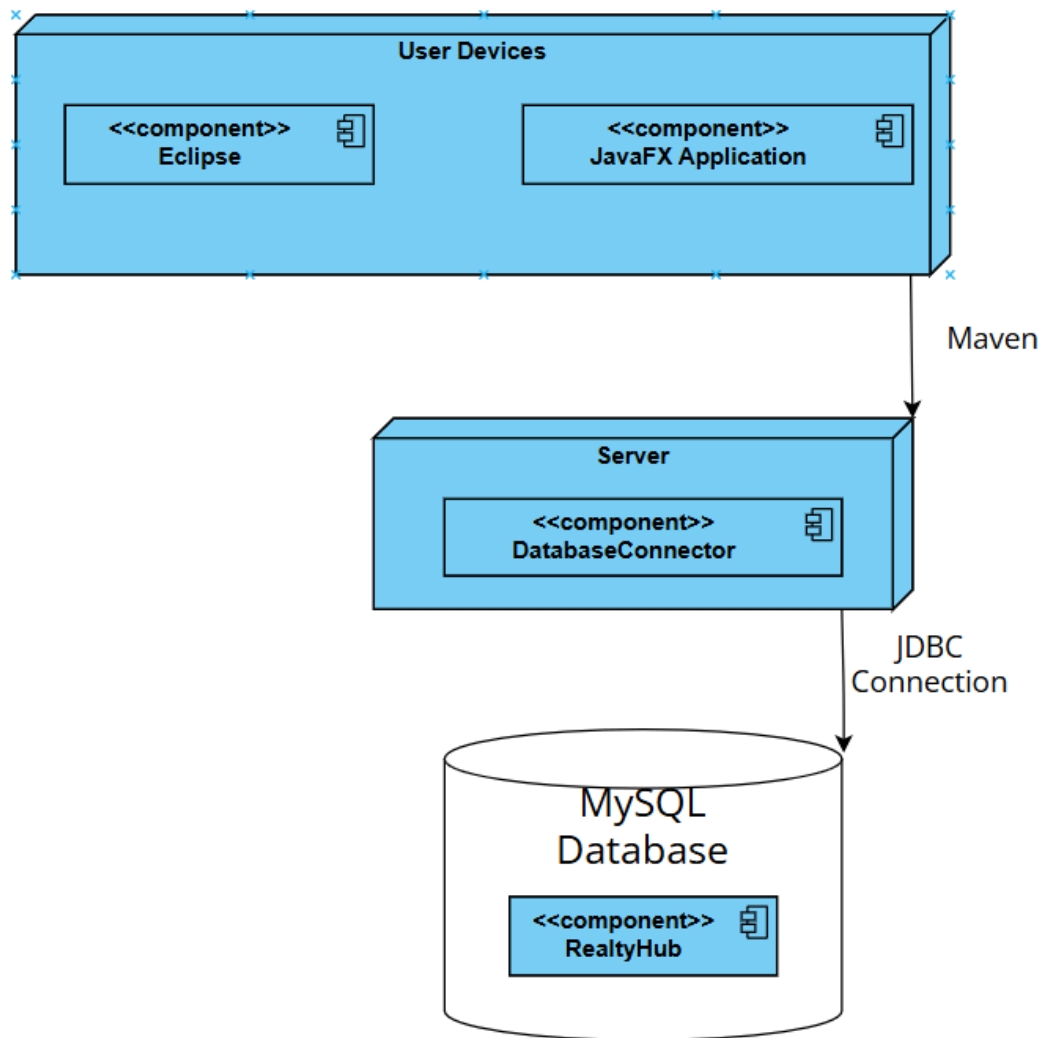 User Devices
<<component>>
Eclipse
<<component>>
JavaFX Application
Maven
Server
<<component>>
DatabaseConnector
JDBC
Connection
MySQL
Database
<<component>>
RealtyHub